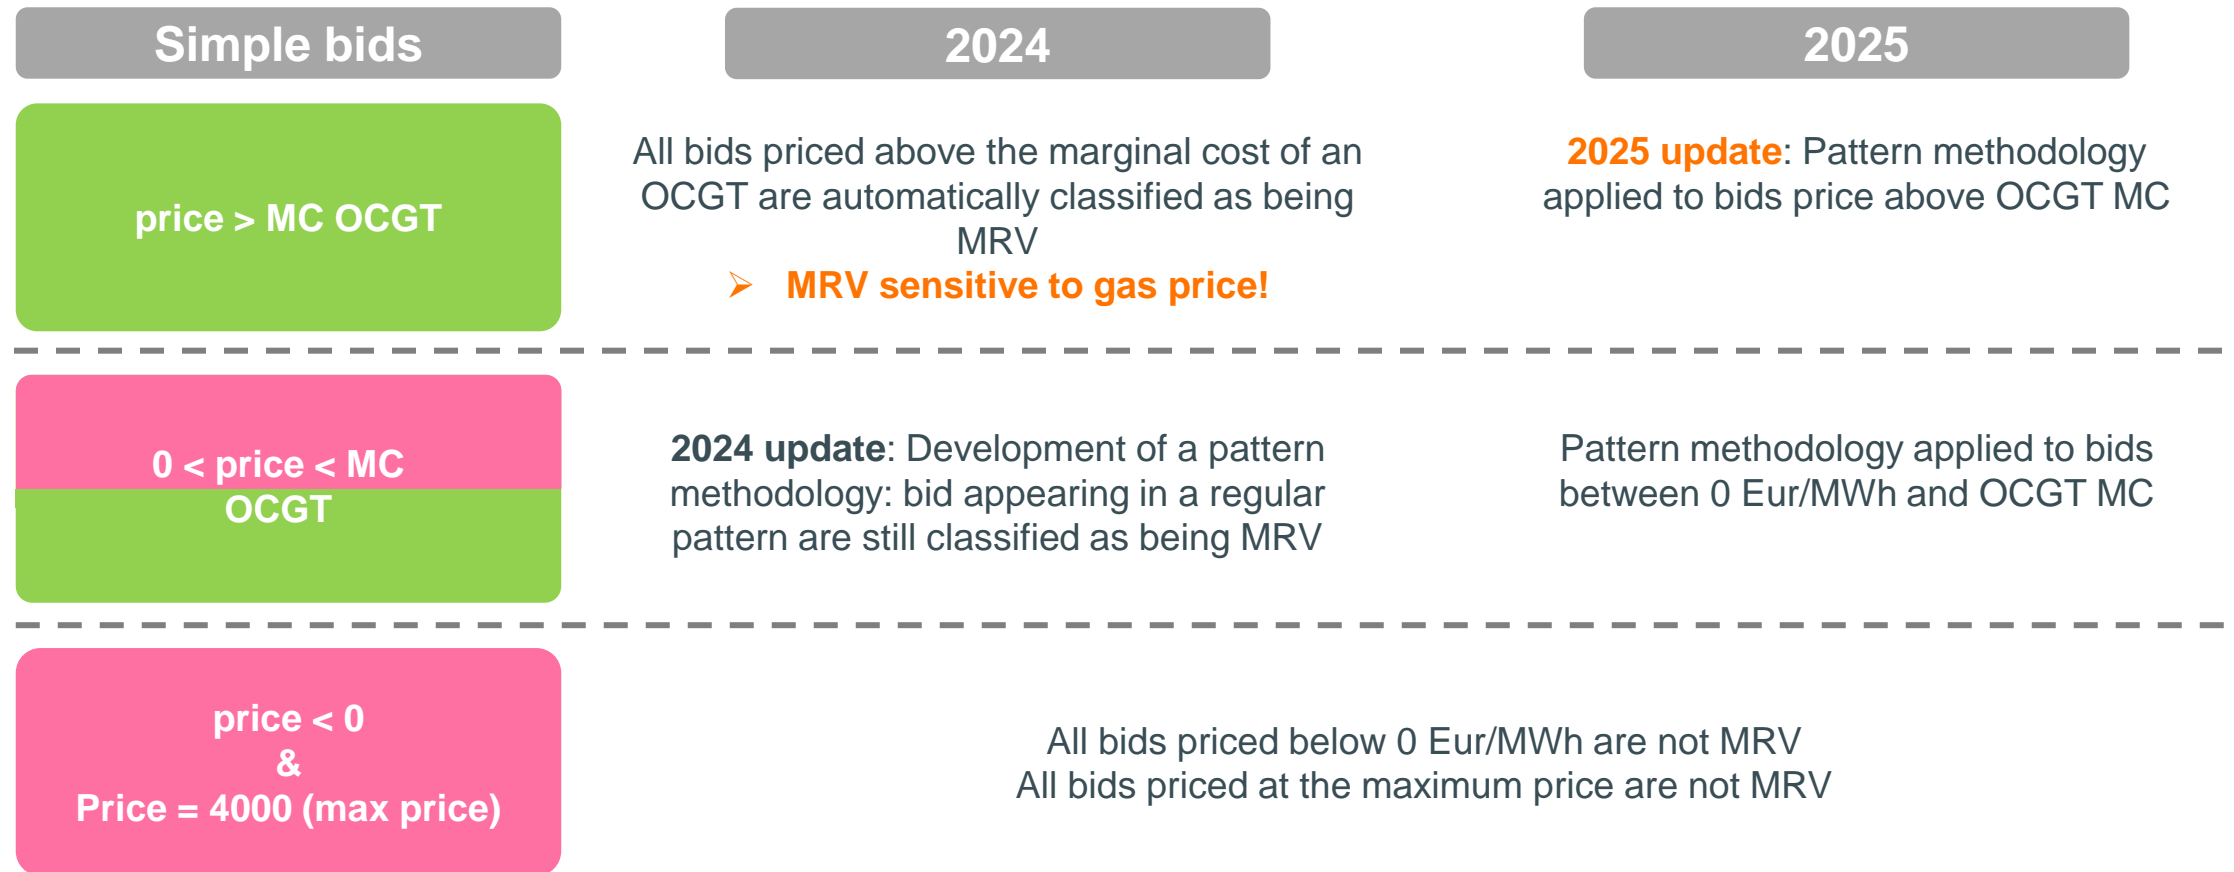 Simple bids
2024
2025
price > MC OCGT
All bids priced above the marginal cost of an
OCGT are automatically classified as being
MRV
➢ MRV sensitive to gas price!
2025 update: Pattern methodology
applied to bids price above OCGT MC
0 < price < MC
OCGT
2024 update: Development of a pattern
methodology: bid appearing in a regular
pattern are still classified as being MRV
Pattern methodology applied to bids
between 0 Eur/MWh and OCGT MC
price < 0
&
Price = 4000 (max price)
All bids priced below 0 Eur/MWh are not MRV
All bids priced at the maximum price are not MRV